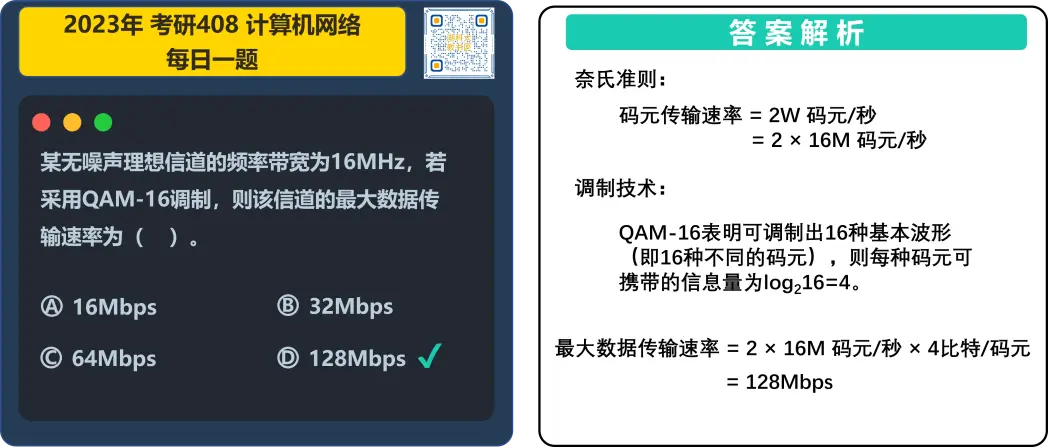 2023年 考研408 计算机网络
每日一题
某无噪声理想信道的频率带宽为16MHz，若
采用QAM-16调制，则该信道的最大数据传
输速率为（    ）。
Ⓐ 16Mbps
Ⓑ 32Mbps
Ⓒ 64Mbps
Ⓓ 128Mbps
答案解析
奈氏准则：
码元传输速率 = 2W 码元/秒
= 2 × 16M 码元/秒
调制技术：
QAM-16表明可调制出16种基本波形
（即16种不同的码元），则每种码元可
携带的信息量为log₂16=4。
最大数据传输速率 = 2 × 16M 码元/秒 × 4比特/码元
= 128Mbps